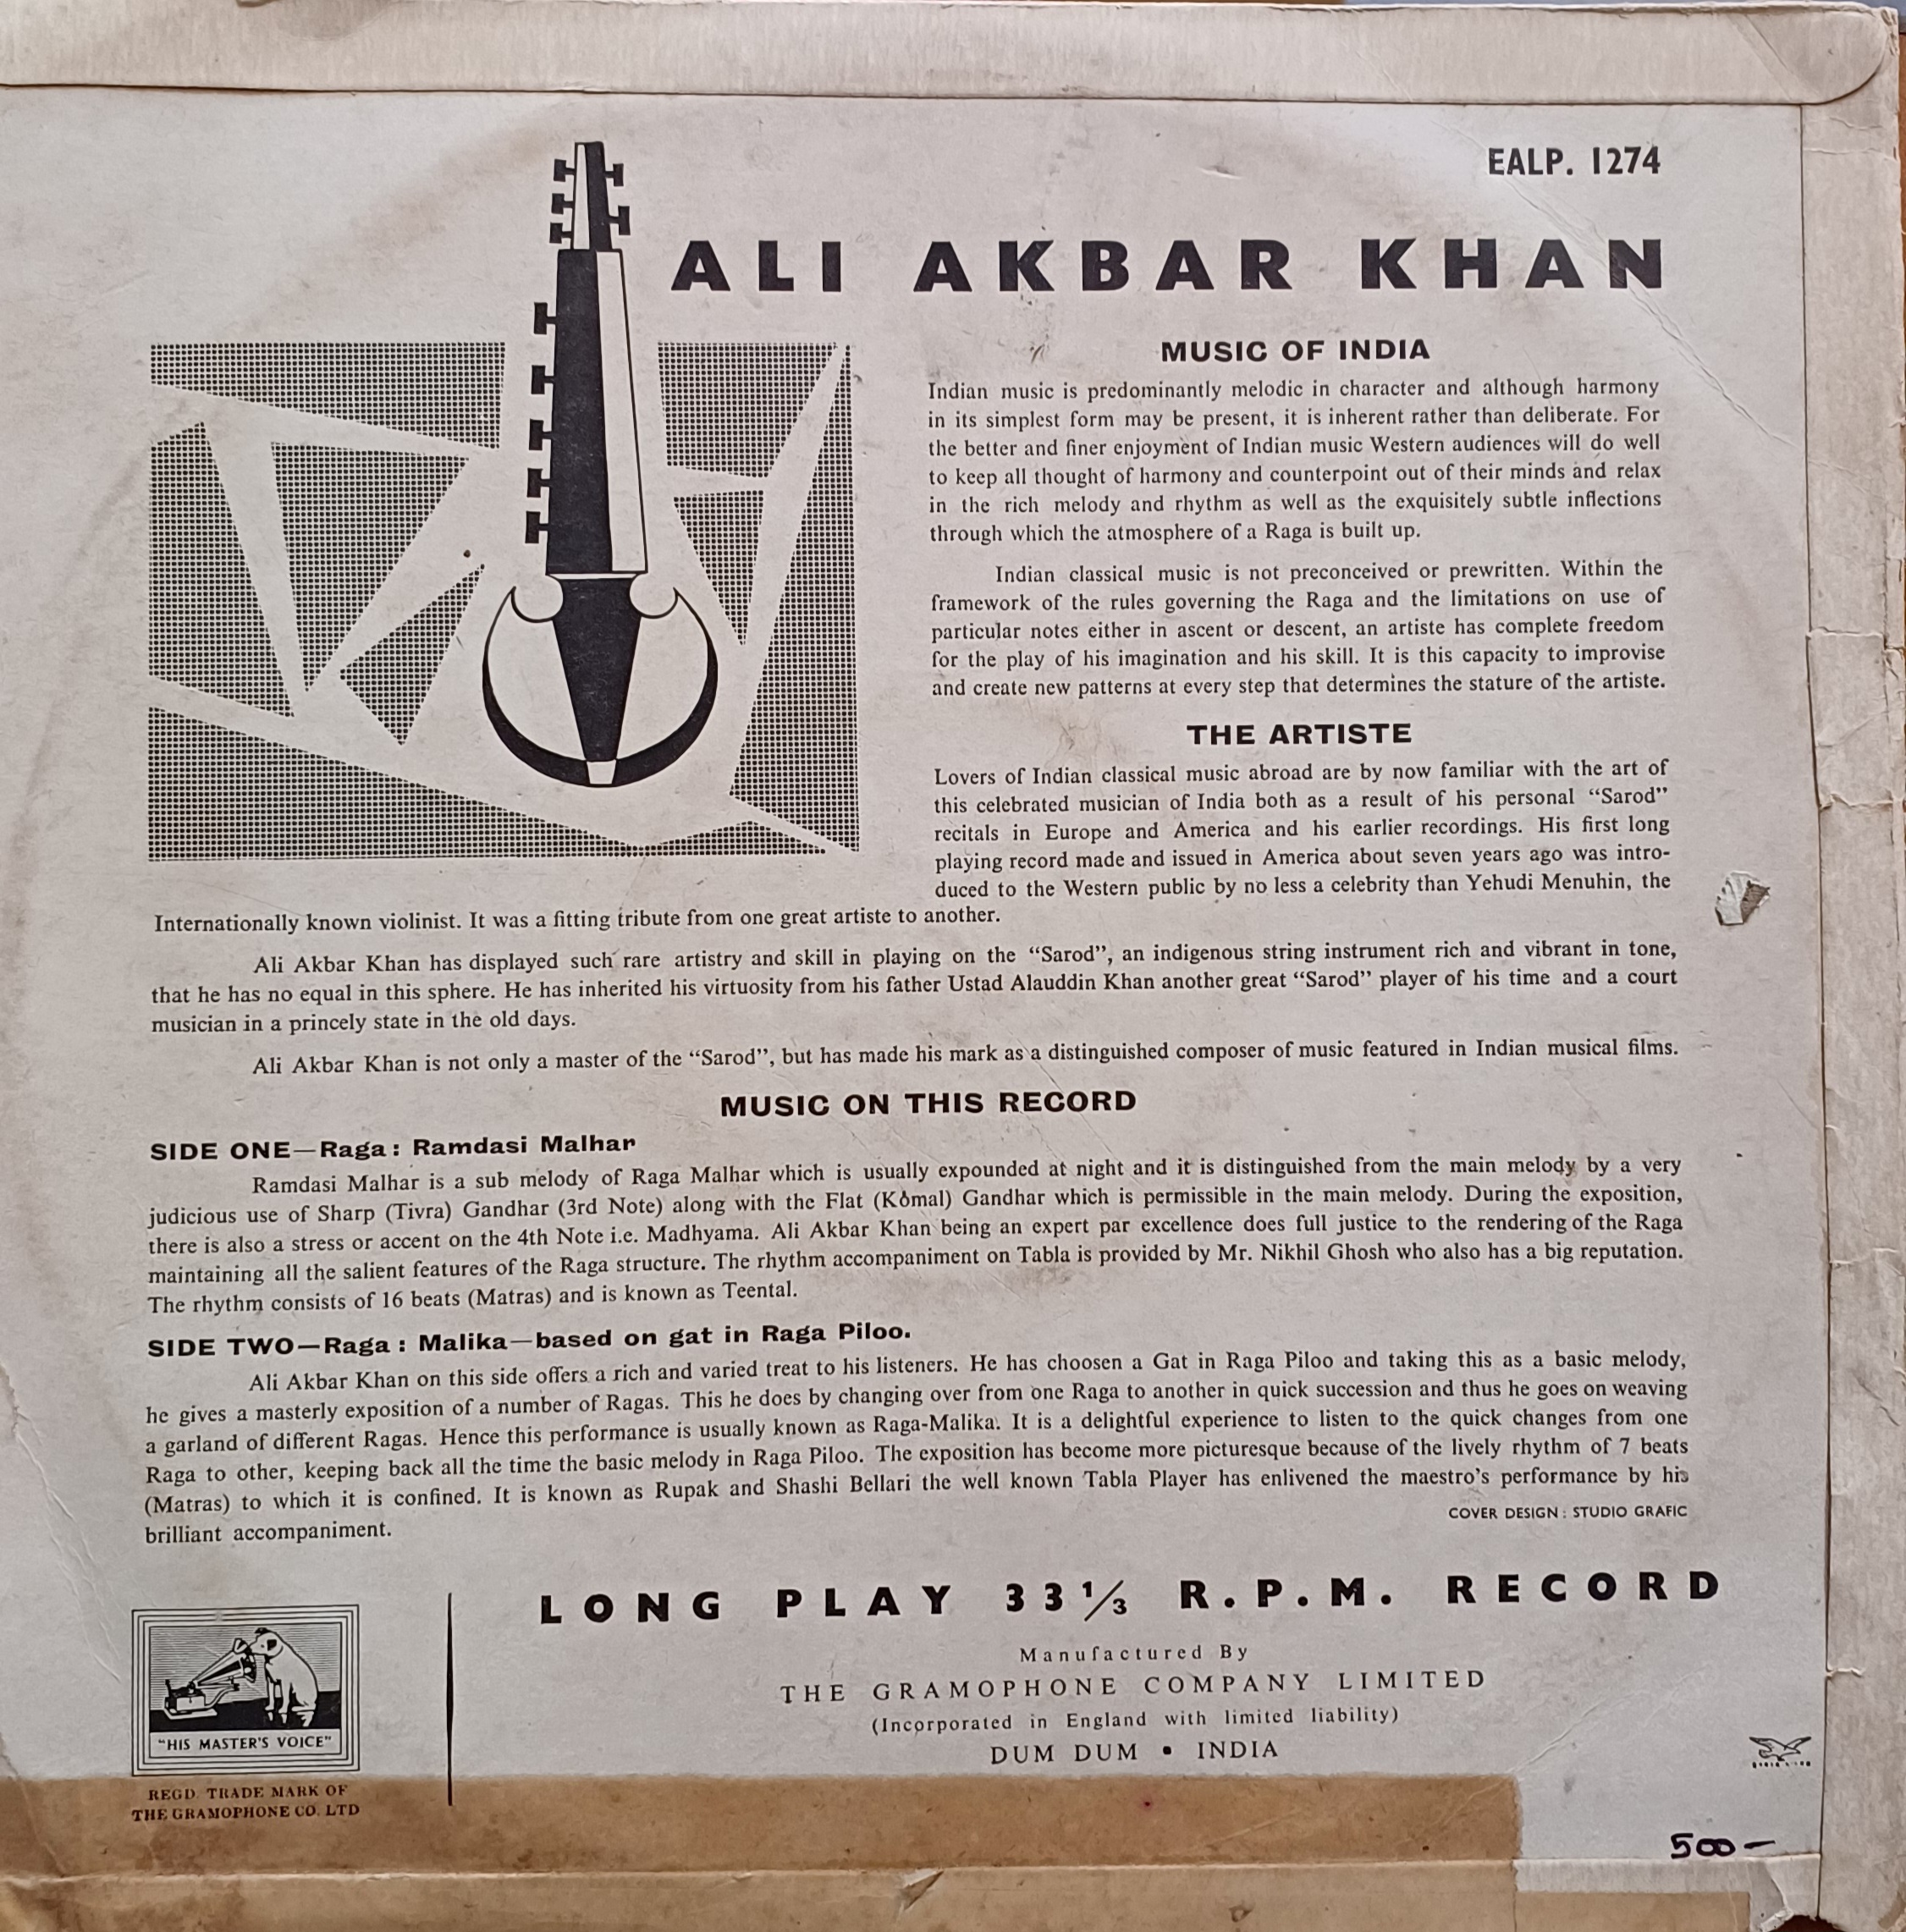 EALP. 1274
ALI AKBAR KHAN
MUSIC OF INDIA
Indian music is predominantly melodic in character and although harmony
in its simplest form may be present, it is inherent rather than deliberate. For
the better and finer enjoyment of Indian music Western audiences will do well
to keep all thought of harmony and counterpoint out of their minds and relax
in the rich melody and rhythm as well as the exquisitely subtle inflections
through which the atmosphere of a Raga is built up.
Indian classical music is not preconceived or prewritten. Within the
framework of the rules governing the Raga and the limitations on use of
particular notes either in ascent or descent, an artiste has complete freedom
for the play of his imagination and his skill. It is this capacity to improvise
and create new patterns at every step that determines the stature of the artiste.
THE ARTISTE
Lovers of Indian classical music abroad are by now familiar with the art of
this celebrated musician of India both as a result of his personal “Sarod”
recitals in Europe and America and his earlier recordings. His first long
playing record made and issued in America about seven years ago was intro-
duced to the Western public by no less a celebrity than Yehudi Menuhin, the
Internationally known violinist. It was a fitting tribute from one great artiste to another.
Ali Akbar Khan has displayed such rare artistry and skill in playing on the “Sarod”, an indigenous string instrument rich and vibrant in tone,
that he has no equal in this sphere. He has inherited his virtuosity from his father Ustad Alauddin Khan another great “Sarod” player of his time and a court
musician in a princely state in the old days.
Ali Akbar Khan is not only a master of the “Sarod”, but has made his mark as a distinguished composer of music featured in Indian musical films.
MUSIC ON THIS RECORD
SIDE ONE—Raga : Ramdasi Malhar
Ramdasi Malhar is a sub melody of Raga Malhar which is usually expounded at night and it is distinguished from the main melody by a very
judicious use of Sharp (Tivra) Gandhar (3rd Note) along with the Flat (Komal) Gandhar which is permissible in the main melody. During the exposition,
there is also a stress or accent on the 4th Note i.e. Madhyama. Ali Akbar Khan being an expert par excellence does full justice to the rendering of the Raga
maintaining all the salient features of the Raga structure. The rhythm accompaniment on Tabla is provided by Mr. Nikhil Ghosh who also has a big reputation.
The rhythm consists of 16 beats (Matras) and is known as Teental.
SIDE TWO—Raga : Malika—based on gat in Raga Piloo.
Ali Akbar Khan on this side offers a rich and varied treat to his listeners. He has choosen a Gat in Raga Piloo and taking this as a basic melody,
he gives a masterly exposition of a number of Ragas. This he does by changing over from one Raga to another in quick succession and thus he goes on weaving
a garland of different Ragas. Hence this performance is usually known as Raga-Malika. It is a delightful experience to listen to the quick changes from one
Raga to other, keeping back all the time the basic melody in Raga Piloo. The exposition has become more picturesque because of the lively rhythm of 7 beats
(Matras) to which it is confined. It is known as Rupak and Shashi Bellari the well known Tabla Player has enlivened the maestro’s performance by his
brilliant accompaniment.
COVER DESIGN : STUDIO GRAFIC
LONG PLAY 33⅓ R.P.M. RECORD
Manufactured By
THE GRAMOPHONE COMPANY LIMITED
(Incorporated in England with limited liability)
DUM DUM • INDIA
“HIS MASTER’S VOICE”
REGD. TRADE MARK OF
THE GRAMOPHONE CO. LTD
500—